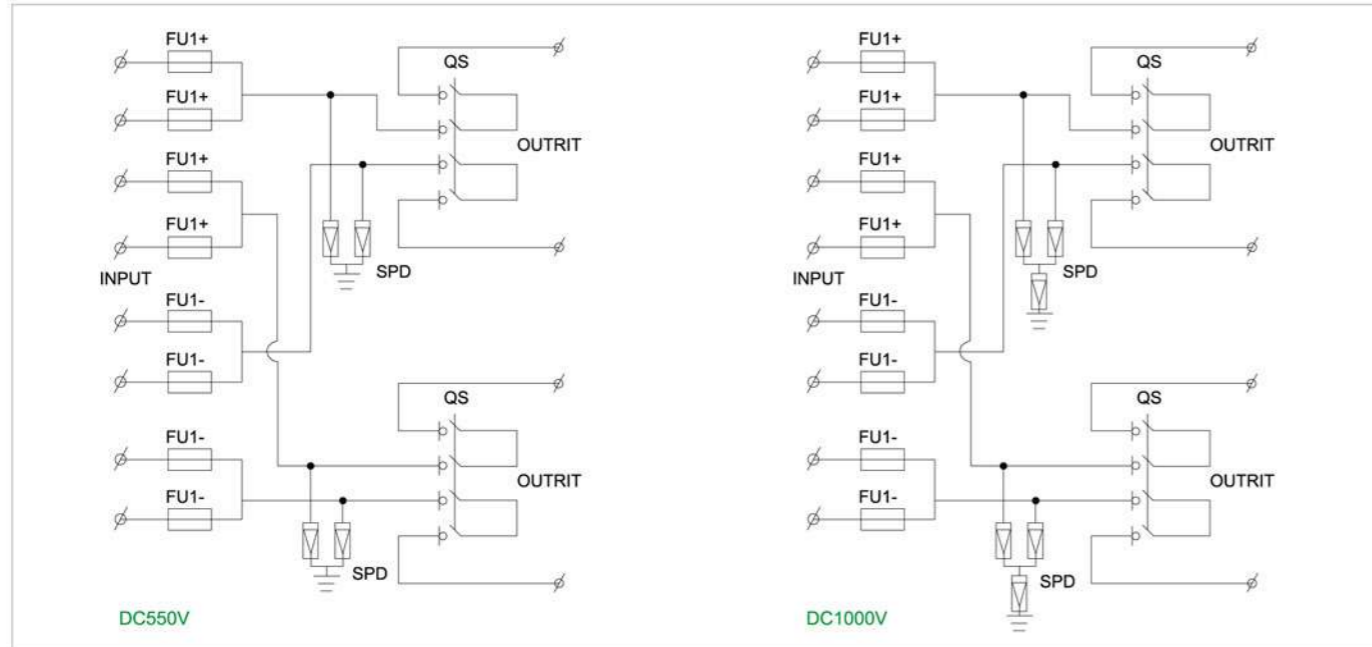 FU1+
QS
FU1+
OUTRIT
FU1+
FU1+
SPD
INPUT
FU1-
FU1-
QS
FU1-
OUTRIT
FU1-
SPD
DC550V
FU1+
QS
FU1+
OUTRIT
FU1+
FU1+
SPD
INPUT
FU1-
FU1-
QS
FU1-
OUTRIT
FU1-
SPD
DC1000V